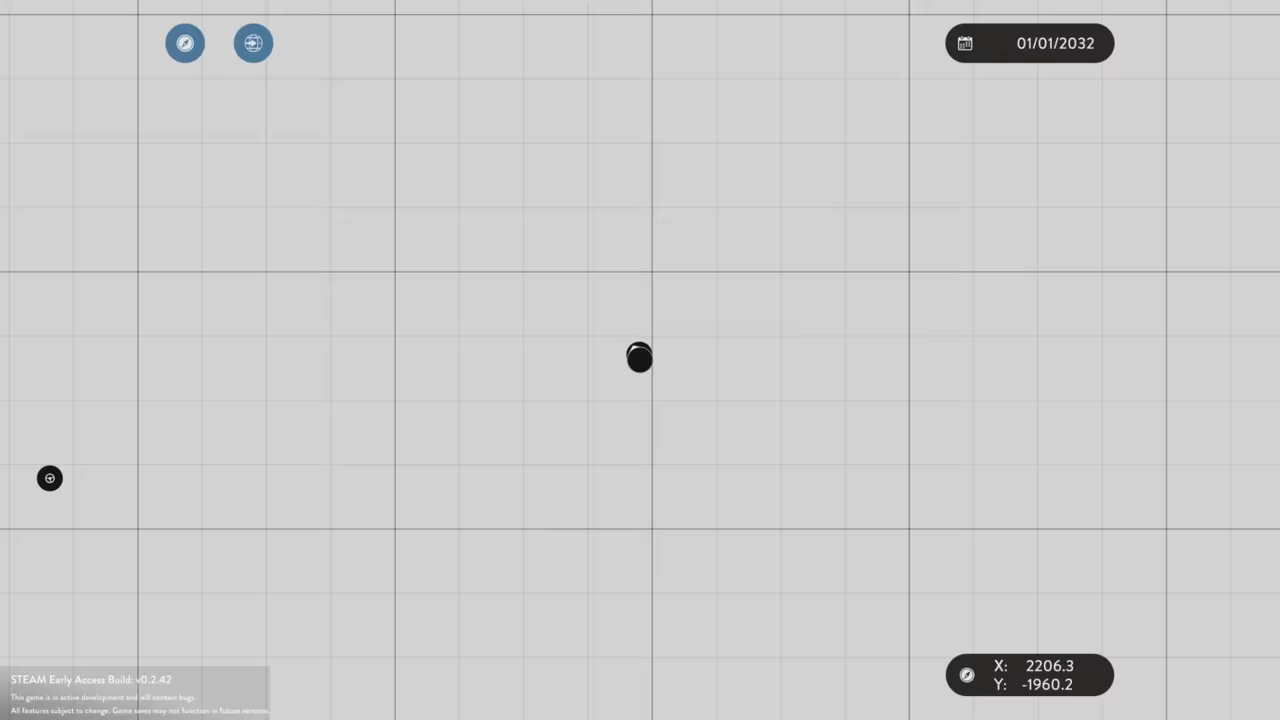 01/01/2032
X: 2206.3
Y: -1960.2
STEAM Early Access Build: v0.2.42
This game is in active development and will contain bugs.
All features subject to change. Game saves may not function in future versions.